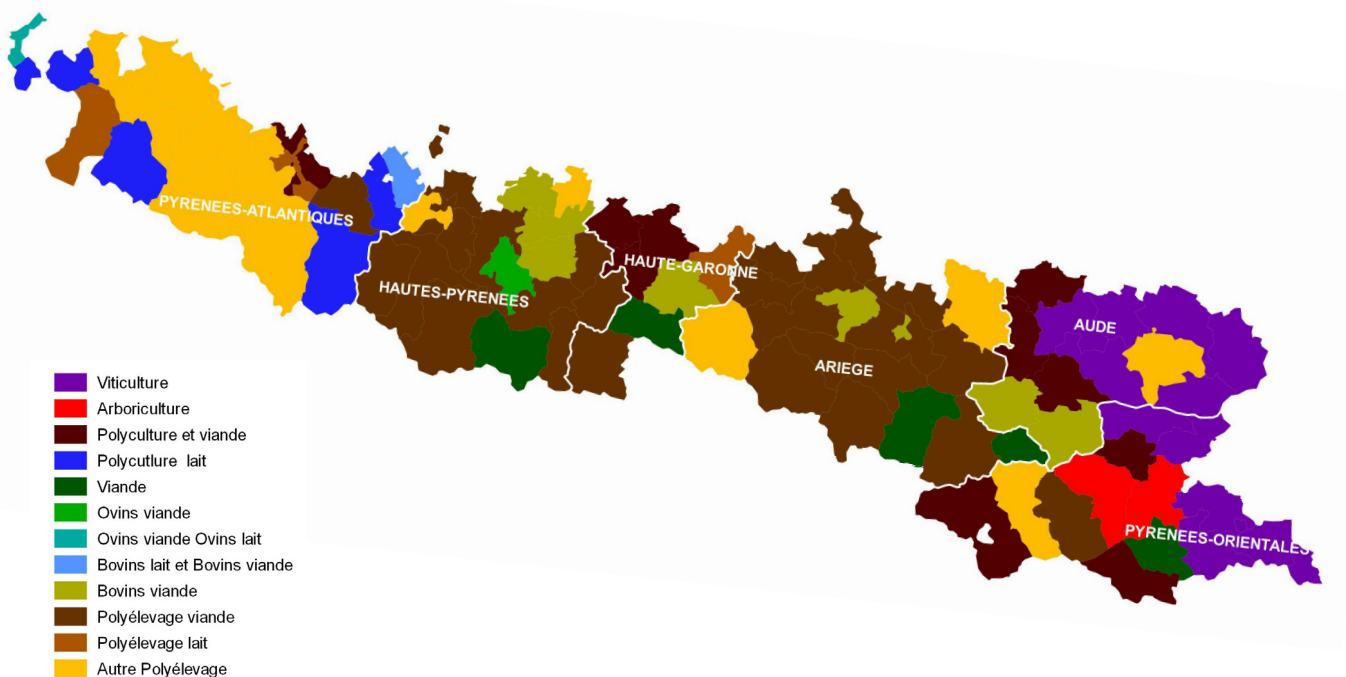 PYRENEES-ATLANTIQUES
HAUTES-PYRENEES
HAUTE-GARONNE
ARIEGE
AUDE
PYRENEES-ORIENTALES
Viticulture
Arboriculture
Polyculture et viande
Polycutlure lait
Viande
Ovins viande
Ovins viande Ovins lait
Bovins lait et Bovins viande
Bovins viande
Polyélevage viande
Polyélevage lait
Autre Polyélevage